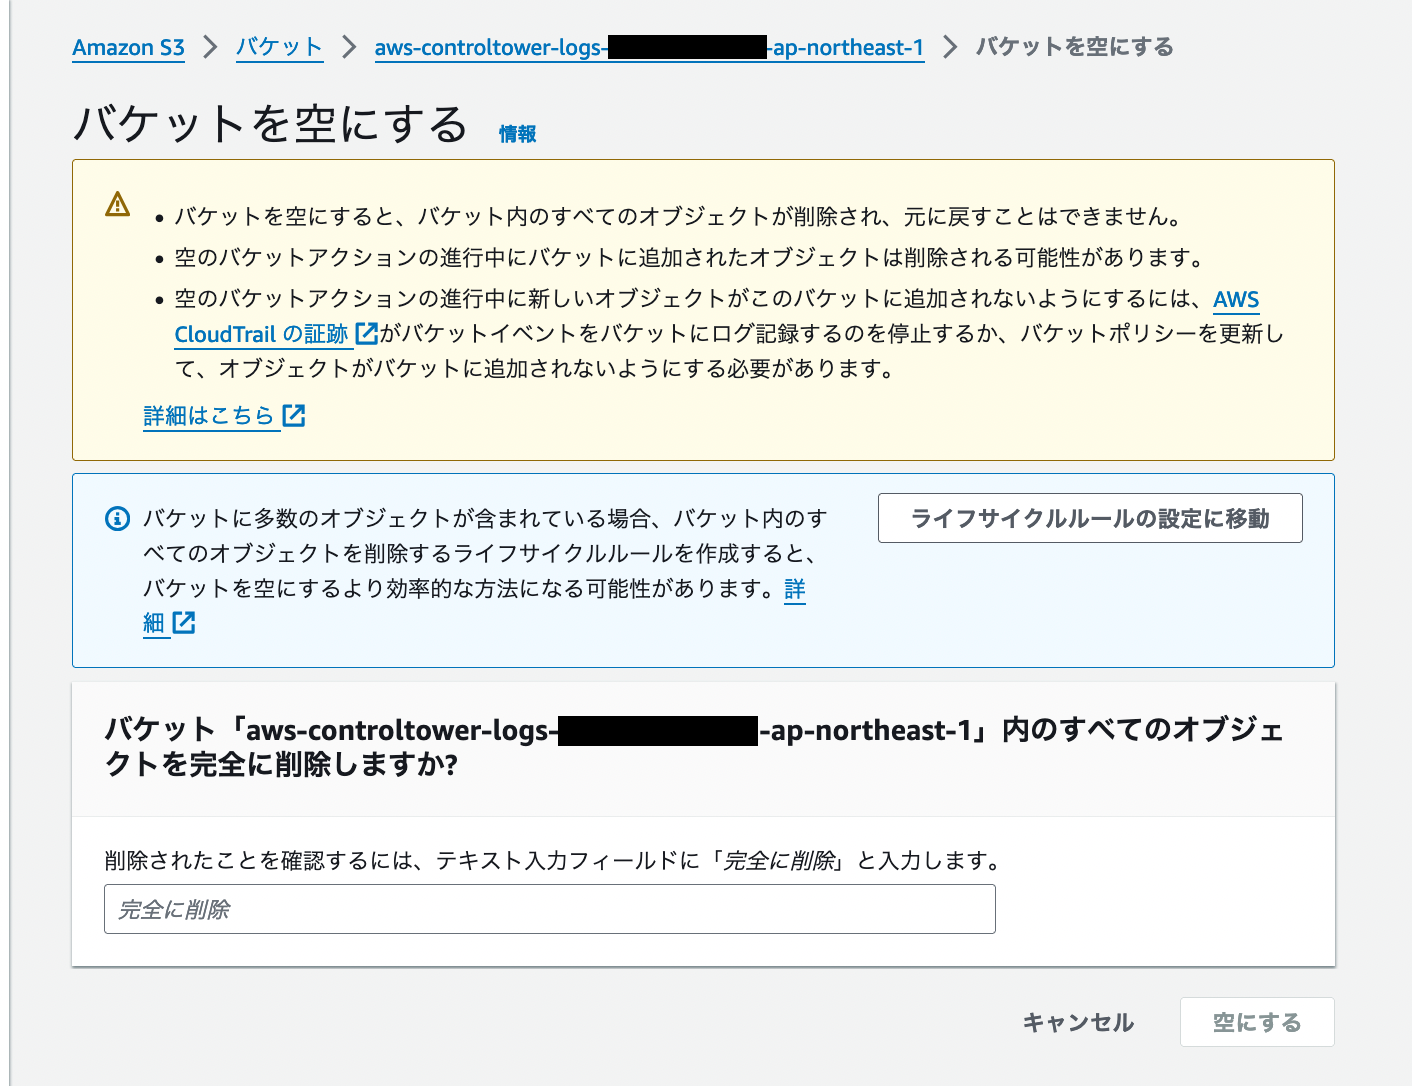 Amazon S3 > バケット > aws-controltower-logs- -ap-northeast-1 > バケットを空にする
バケットを空にする 情報
• バケットを空にすると、バケット内のすべてのオブジェクトが削除され、元に戻すことはできません。
• 空のバケットアクションの進行中にバケットに追加されたオブジェクトは削除される可能性があります。
• 空のバケットアクションの進行中に新しいオブジェクトがこのバケットに追加されないようにするには、AWS
CloudTrail の証跡 がバケットイベントをバケットにログ記録するのを停止するか、バケットポリシーを更新し
て、オブジェクトがバケットに追加されないようにする必要があります。
詳細はこちら
バケットに多数のオブジェクトが含まれている場合、バケット内のす
べてのオブジェクトを削除するライフサイクルルールを作成すると、
バケットを空にするより効率的な方法になる可能性があります。詳
細
ライフサイクルルールの設定に移動
バケット「aws-controltower-logs- -ap-northeast-1」内のすべてのオブジェ
クトを完全に削除しますか?
削除されたことを確認するには、テキスト入力フィールドに「完全に削除」と入力します。
完全に削除
キャンセル 空にする